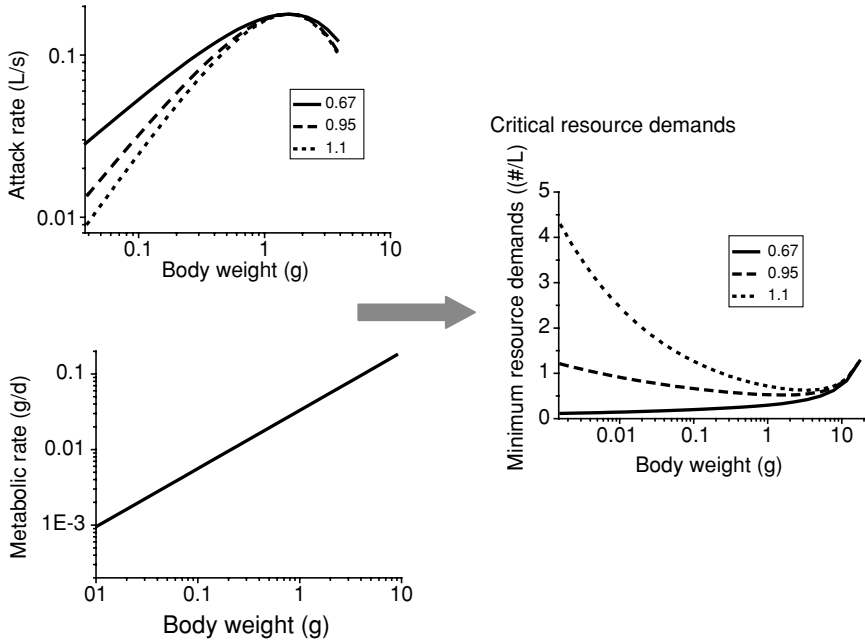 Attack rate (L/s)
0.1
0.01
0.67
0.95
1.1
0.1 1 10
Body weight (g)
Critical resource demands
Minimum resource demands ((#/L)
5
4
3
2
1
0
0.67
0.95
1.1
0.01 0.1 1 10
Body weight (g)
Metabolic rate (g/d)
0.1
0.01
1E-3
01 0.1 1 10
Body weight (g)